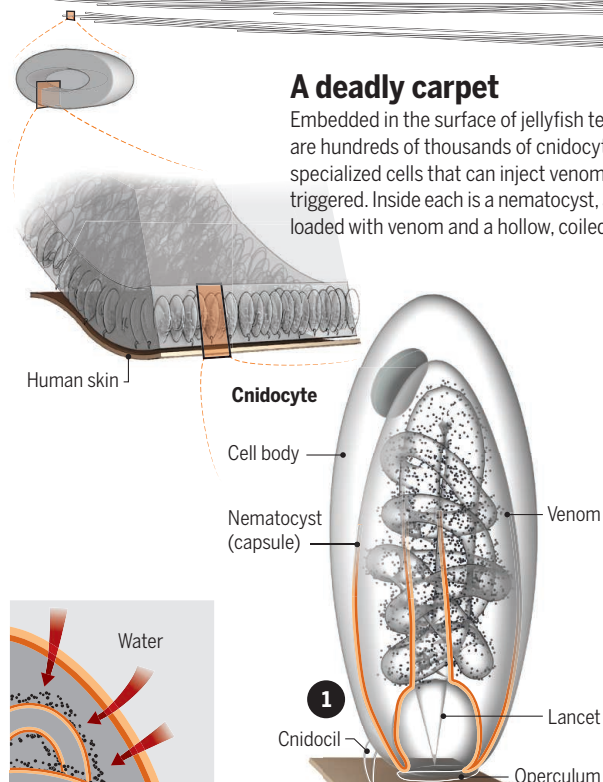 A deadly carpet
Embedded in the surface of jellyfish
are hundreds of thousands of
specialized cells that can inject venom
triggered. Inside each is a nematocyst,
loaded with venom and a hollow, coiled
Human skin
Cnidocyte
Cell body
Nematocyst
(capsule)
Venom
Water
1
Lancet
Cnidocil
Operculum